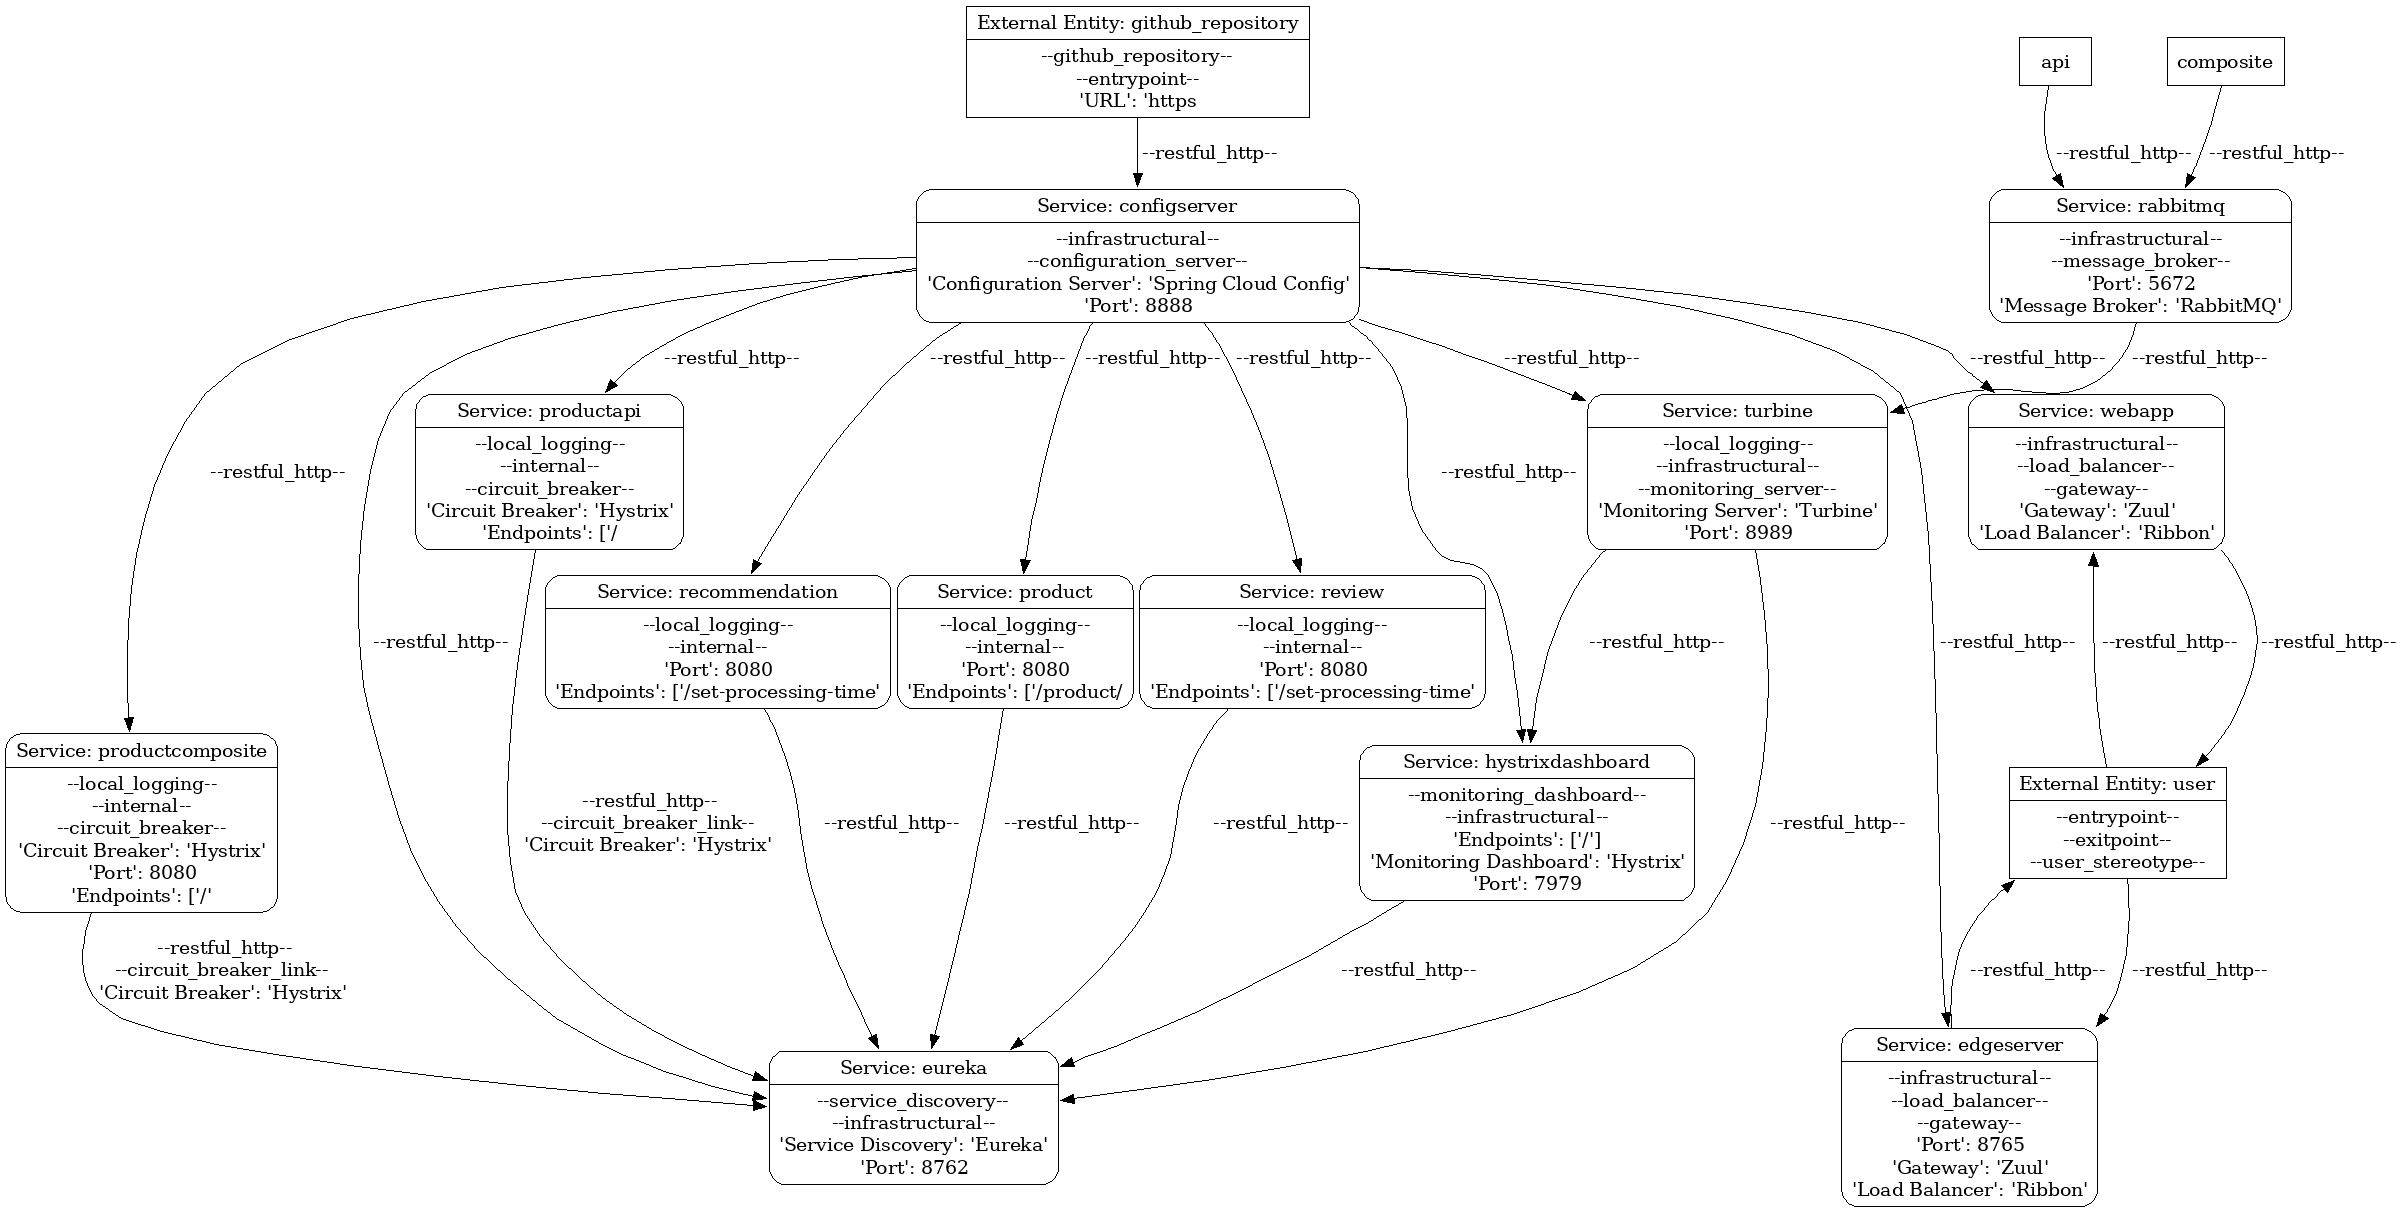 External Entity: github_repository
--github_repository--
--entrypoint--
'URL': 'https
api
composite
--restful_http--
--restful_http--
--restful_http--
Service: configserver
--infrastructural--
--configuration_server--
'Configuration Server': 'Spring Cloud Config'
'Port': 8888
Service: rabbitmq
--infrastructural--
--message_broker--
'Port': 5672
'Message Broker': 'RabbitMQ'
--restful_http--
--restful_http--
--restful_http--
--restful_http--
--restful_http--
--restful_http--
--restful_http--
Service: productapi
--local_logging--
--internal--
--circuit_breaker--
'Circuit Breaker': 'Hystrix'
'Endpoints': ['/
Service: turbine
--local_logging--
--infrastructural--
--monitoring_server--
'Monitoring Server': 'Turbine'
'Port': 8989
Service: webapp
--infrastructural--
--load_balancer--
--gateway--
'Gateway': 'Zuul'
'Load Balancer': 'Ribbon'
--restful_http--
--restful_http--
Service: recommendation
--local_logging--
--internal--
'Port': 8080
'Endpoints': ['/set-processing-time'
Service: product
--local_logging--
--internal--
'Port': 8080
'Endpoints': ['/product/
Service: review
--local_logging--
--internal--
'Port': 8080
'Endpoints': ['/set-processing-time'
--restful_http--
--restful_http--
--restful_http--
--restful_http--
--restful_http--
Service: productcomposite
--local_logging--
--internal--
--circuit_breaker--
'Circuit Breaker': 'Hystrix'
'Port': 8080
'Endpoints': ['/'
--restful_http--
--circuit_breaker_link--
'Circuit Breaker': 'Hystrix'
--restful_http--
--restful_http--
--restful_http--
Service: hystrixdashboard
--monitoring_dashboard--
--infrastructural--
'Endpoints': ['/']
'Monitoring Dashboard': 'Hystrix'
'Port': 7979
--restful_http--
External Entity: user
--entrypoint--
--exitpoint--
--user_stereotype--
--restful_http--
--circuit_breaker_link--
'Circuit Breaker': 'Hystrix'
--restful_http--
--restful_http--
--restful_http--
Service: eureka
--service_discovery--
--infrastructural--
'Service Discovery': 'Eureka'
'Port': 8762
Service: edgeserver
--infrastructural--
--load_balancer--
--gateway--
'Port': 8765
'Gateway': 'Zuul'
'Load Balancer': 'Ribbon'